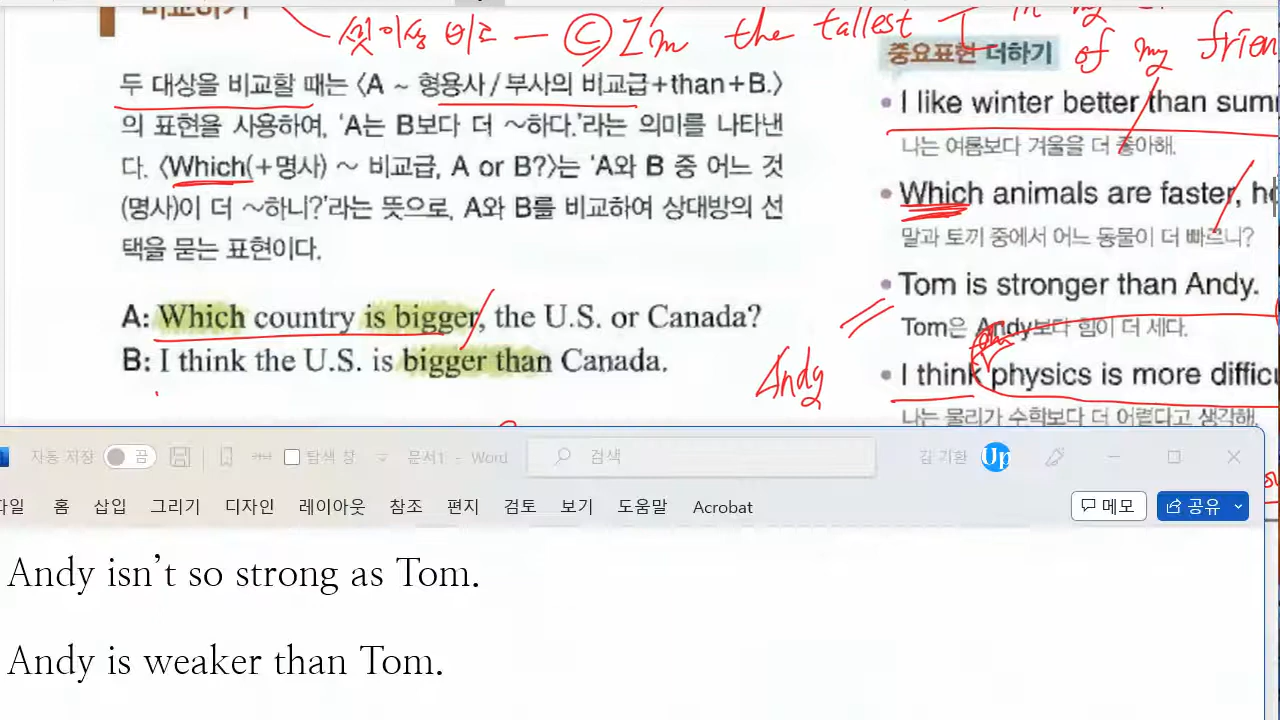 비교하기
셋이상 비교 – ⓒ I'm the tallest in my
of my frien
두 대상을 비교할 때는 〈A ~ 형용사/부사의 비교급+than+B.〉
의 표현을 사용하여, 'A는 B보다 더 ~하다.'라는 의미를 나타낸
다. 〈Which(+명사) ~ 비교급, A or B?〉는 'A와 B 중 어느 것
(명사)이 더 ~하니?'라는 뜻으로, A와 B를 비교하여 상대방의 선
택을 묻는 표현이다.
A: Which country is bigger, the U.S. or Canada?
B: I think the U.S. is bigger than Canada.
중요표현 더하기
• I like winter better than sum
나는 여름보다 겨울을 더 좋아해.
• Which animals are faster, ho
말과 토끼 중에서 어느 동물이 더 빠르니?
• Tom is stronger than Andy.
Tom은 Andy보다 힘이 더 세다.
Andy
• I think physics is more difficu
나는 물리가 수학보다 더 어렵다고 생각해.
자동 저장 끔 탐색 창 문서1 - Word 검색 김 기환 Up
파일 홈 삽입 그리기 디자인 레이아웃 참조 편지 검토 보기 도움말 Acrobat 메모 공유
Andy isn't so strong as Tom.
Andy is weaker than Tom.